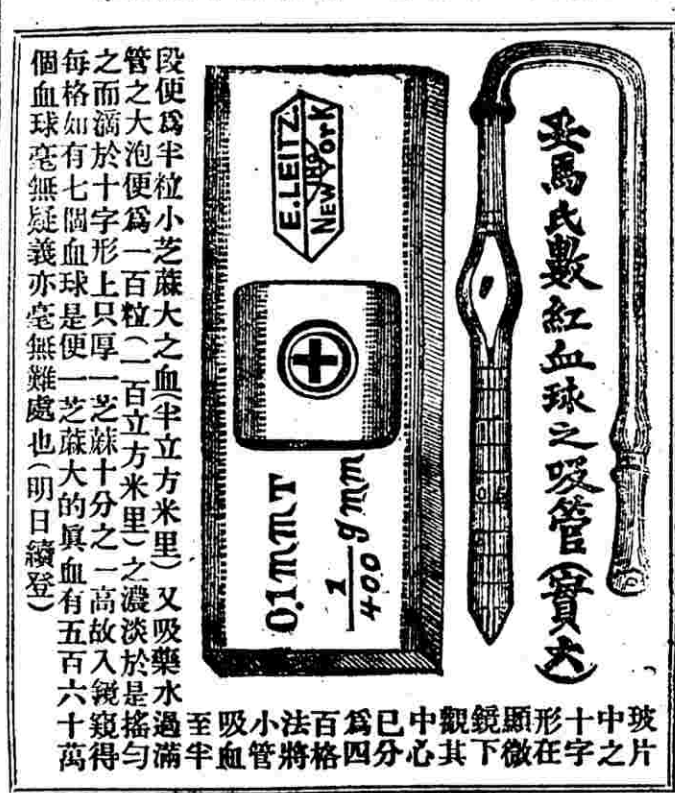 馬氏數紅血球之吸管(實大)
E. LEITZ.
NEW York
0.1mm T
1/400 qmm
玻片
中之
十字
形在
顯微
鏡下
觀其
中心
已分
爲四
百格
法將
小管
吸血
至半
段便爲半粒小芝蔴大之血(半立方米里)又吸藥水過滿
管之大泡便爲一百粒(一百立方米里)之濃淡於是搖勻
之而滴於十字形上只厚一芝蔴十分之一高故入鏡窺得
每格如有七個血球是便一芝蔴大的眞血有五百六十萬
個血球毫無疑義亦毫無難處也(明日續登)